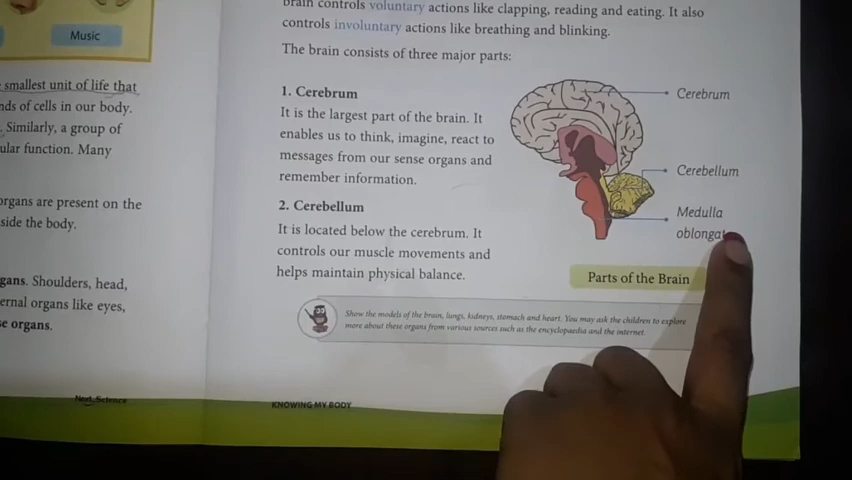 Music
smallest unit of life that
nds of cells in our body.
Similarly, a group of
ular function. Many
organs are present on the
side the body.
gans. Shoulders, head,
ernal organs like eyes,
e organs.
Next Science
brain controls voluntary actions like clapping, reading and eating. It also
controls involuntary actions like breathing and blinking.
The brain consists of three major parts:
1. Cerebrum
It is the largest part of the brain. It
enables us to think, imagine, react to
messages from our sense organs and
remember information.
2. Cerebellum
It is located below the cerebrum. It
controls our muscle movements and
helps maintain physical balance.
Cerebrum
Cerebellum
Medulla
oblongat
Parts of the Brain
Show the models of the brain, lungs, kidneys, stomach and heart. You may ask the children to explore
more about these organs from various sources such as the encyclopaedia and the internet.
KNOWING MY BODY